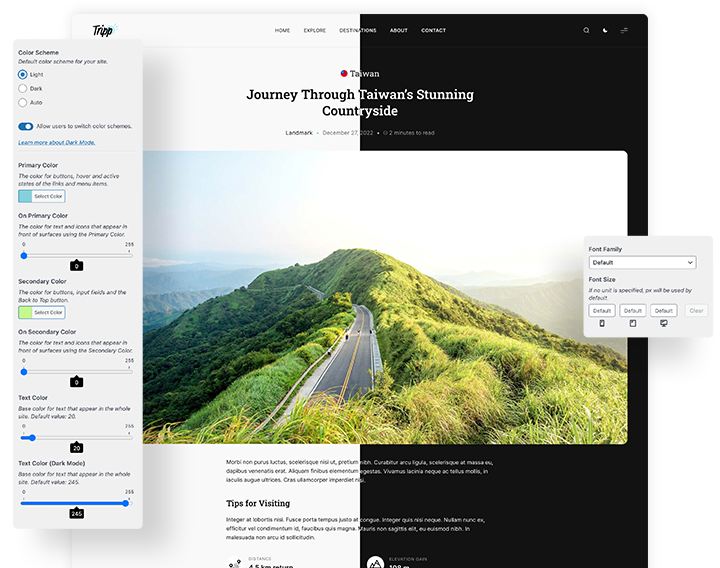 Tripp
HOME EXPLORE DESTINATIONS ABOUT CONTACT
Color Scheme
Default color scheme for your site.
Light
Dark
Auto
Allow users to switch color schemes.
Learn more about Dark Mode.
Primary Color
The color for buttons, hover and active
states of the links and menu items.
Select Color
On Primary Color
The color for text and icons that appear in
front of surfaces using the Primary Color.
0 255
0
Secondary Color
The color for buttons, input fields and the
Back to Top button.
Select Color
On Secondary Color
The color for text and icons that appear in
front of surfaces using the Secondary Color.
0 255
0
Text Color
Base color for text that appear in the whole
site. Default value: 20.
0 255
20
Text Color (Dark Mode)
Base color for text that appear in the whole
site. Default value: 245.
0 255
245
Taiwan
Journey Through Taiwan's Stunning
Countryside
Landmark • December 27, 2022 • 2 minutes to read
Font Family
Default
Font Size
If no unit is specified, px will be used by
default.
Default Default Default Clear
Morbi non purus luctus, scelerisque nisi ut, pretium nibh. Curabitur arcu ligula, scelerisque at massa eu,
dapibus venenatis erat. Aliquam finibus elementum egestas. Vivamus lacinia neque ac tellus mollis, in
iaculis augue ultrices. Cras ullamcorper imperdiet nisl.
Tips for Visiting
Integer at lobortis nisl. Fusce porta tempus justo at congue. Integer quis nisi neque. Nullam nunc ex,
efficitur vel condimentum id, faucibus quis magna. Mauris non sagittis elit, eu euismod nibh. In
malesuada non arcu id sollicitudin.
DISTANCE ELEVATION GAIN
4.5 km return 108 m